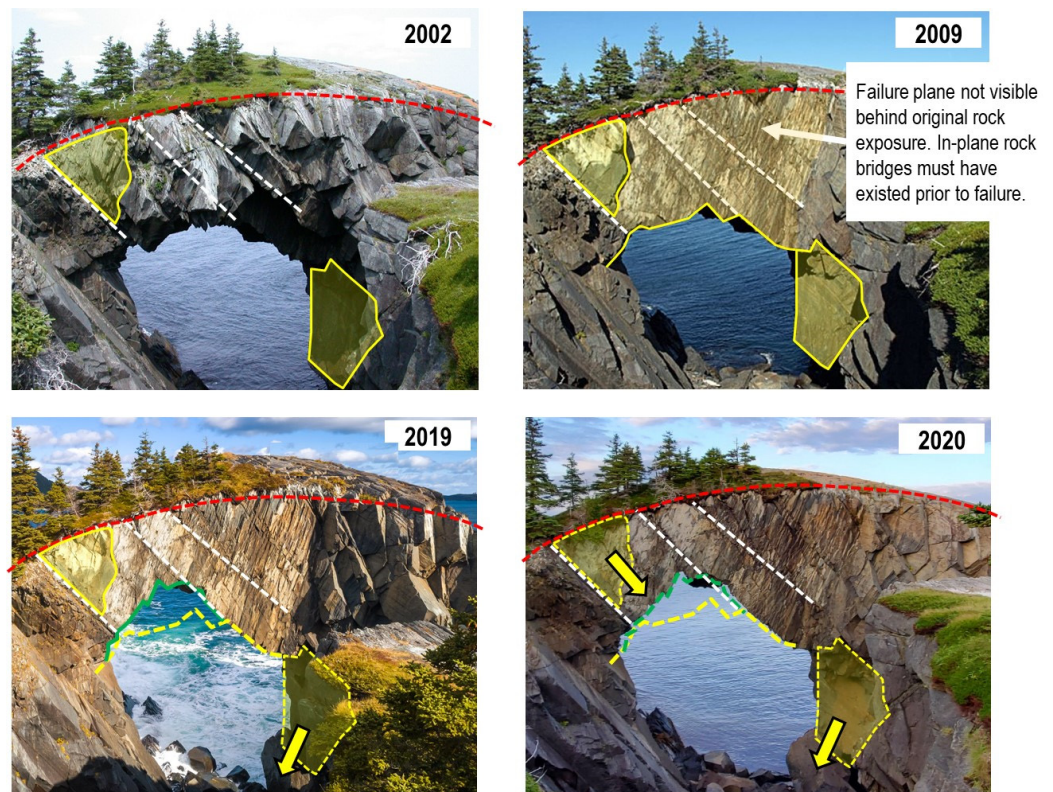 2002
2009
Failure plane not visible
behind original rock
exposure. In-plane rock
bridges must have
existed prior to failure.
2019
2020